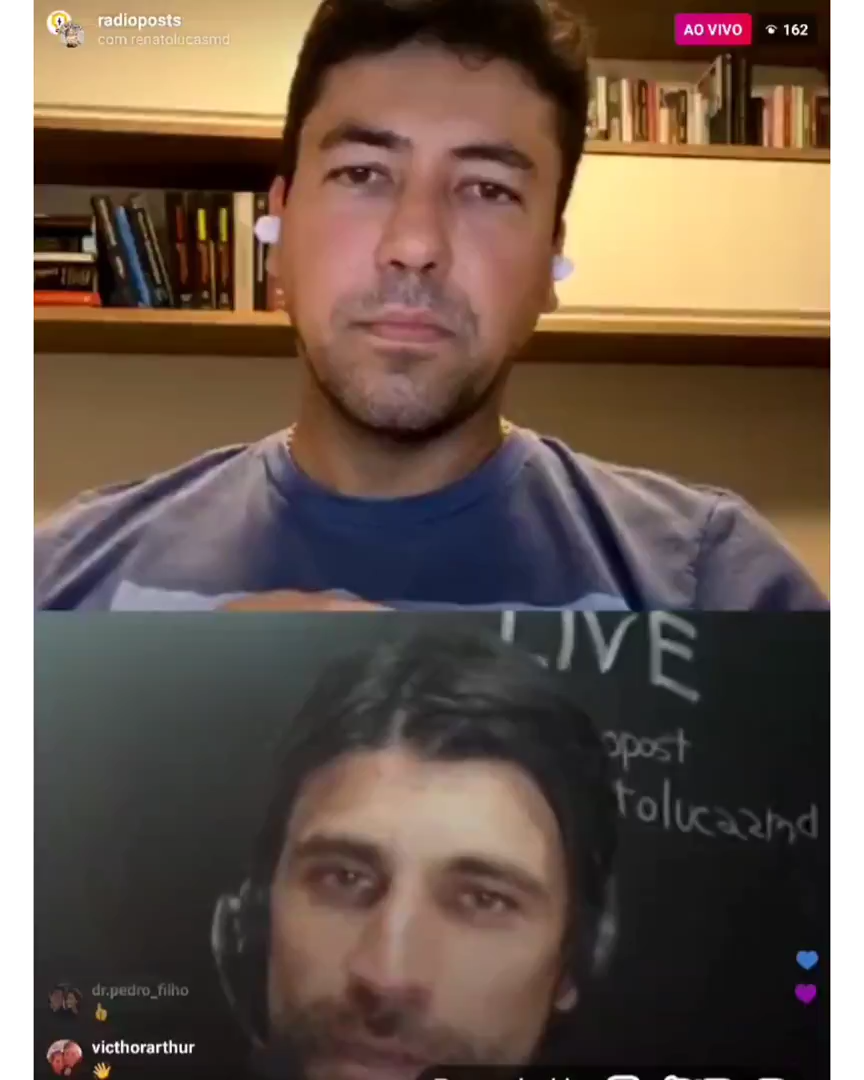 radioposts
com renatolucasmd
AO VIVO
162
LIVE
opost
tolucasmd
dr.pedro_filho
victhorarthur